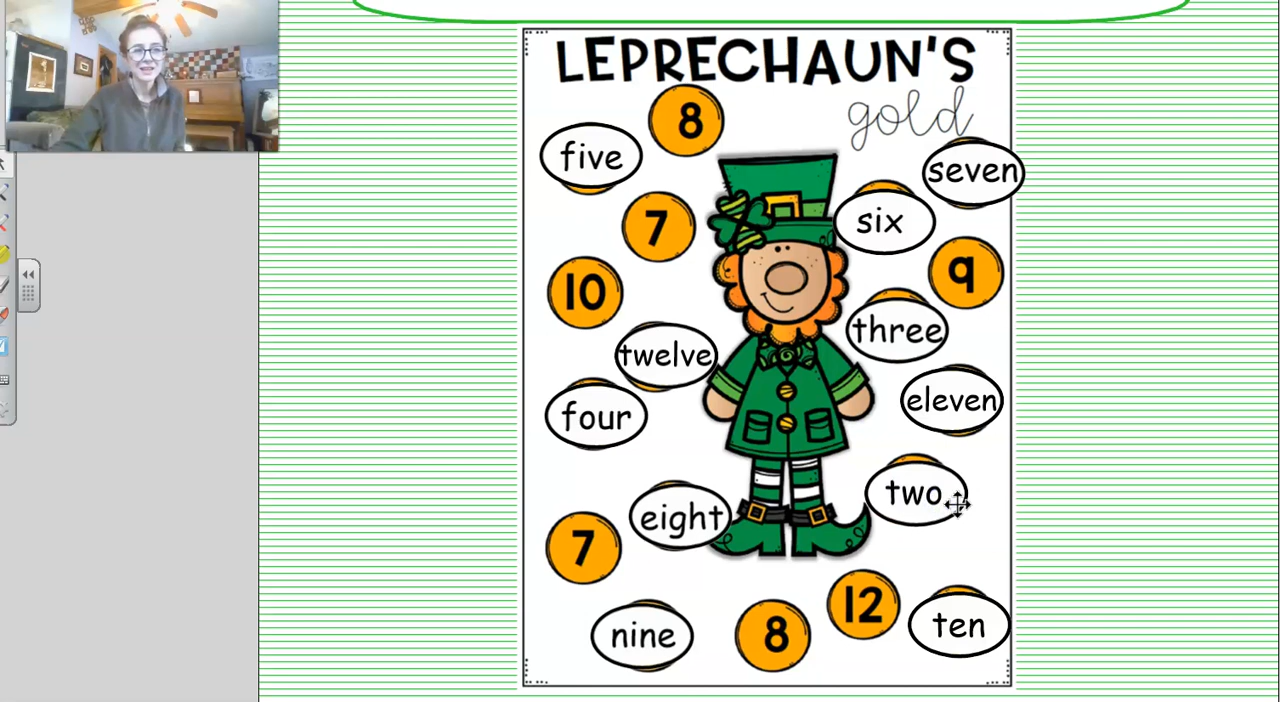 LEPRECHAUN'S
gold
8
five
seven
six
7
9
10
three
twelve
eleven
four
two
eight
7
12
ten
nine
8